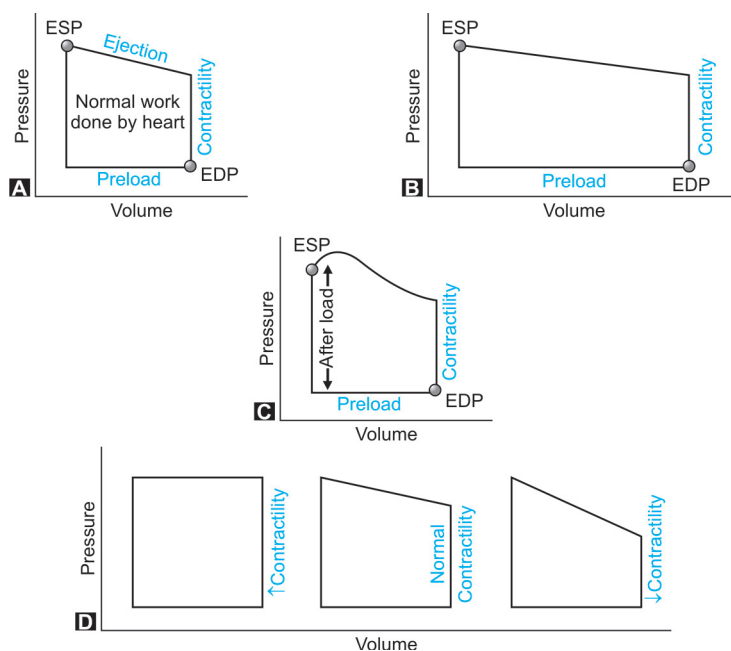 ESP
Ejection
Pressure
Normal work
done by heart
Contractility
Preload
EDP
A
Volume
ESP
Pressure
Contractility
Preload
EDP
B
Volume
ESP
Pressure
After load
Contractility
Preload
EDP
C
Volume
Pressure
↑Contractility
Normal
Contractility
↓Contractility
D
Volume